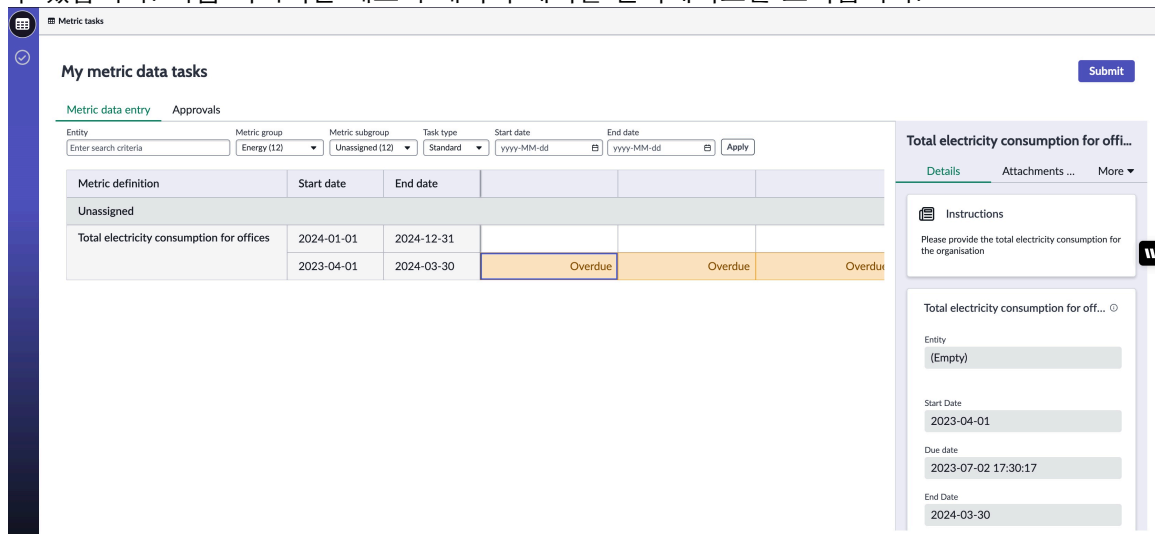 Metric tasks
My metric data tasks
Submit
Metric data entry Approvals
Entity Metric group Metric subgroup Task type Start date End date
Enter search criteria Energy (12) Unassigned (12) Standard yyyy-MM-dd yyyy-MM-dd Apply
Metric definition Start date End date
Unassigned
Total electricity consumption for offices 2024-01-01 2024-12-31
2023-04-01 2024-03-30 Overdue Overdue Overdue
Total electricity consumption for offi...
Details Attachments ... More
Instructions
Please provide the total electricity consumption for
the organisation
Total electricity consumption for off...
Entity
(Empty)
Start Date
2023-04-01
Due date
2023-07-02 17:30:17
End Date
2024-03-30